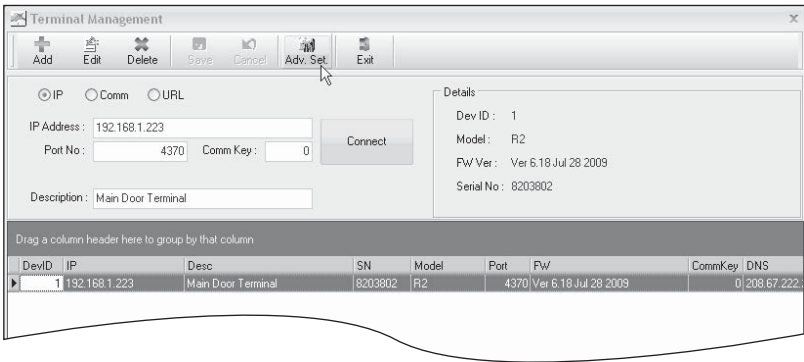 Terminal Management
Add Edit Delete Save Cancel Adv. Set. Exit
IP Comm URL
IP Address : 192.168.1.223
Port No : 4370 Comm Key : 0
Connect
Description : Main Door Terminal
Details
Dev ID : 1
Model : R2
FW Ver : Ver 6.18 Jul 28 2009
Serial No : 8203802
Drag a column header here to group by that column
DevID IP Desc SN Model Port FW CommKey DNS
1 192.168.1.223 Main Door Terminal 8203802 R2 4370 Ver 6.18 Jul 28 2009 0 208.67.222.